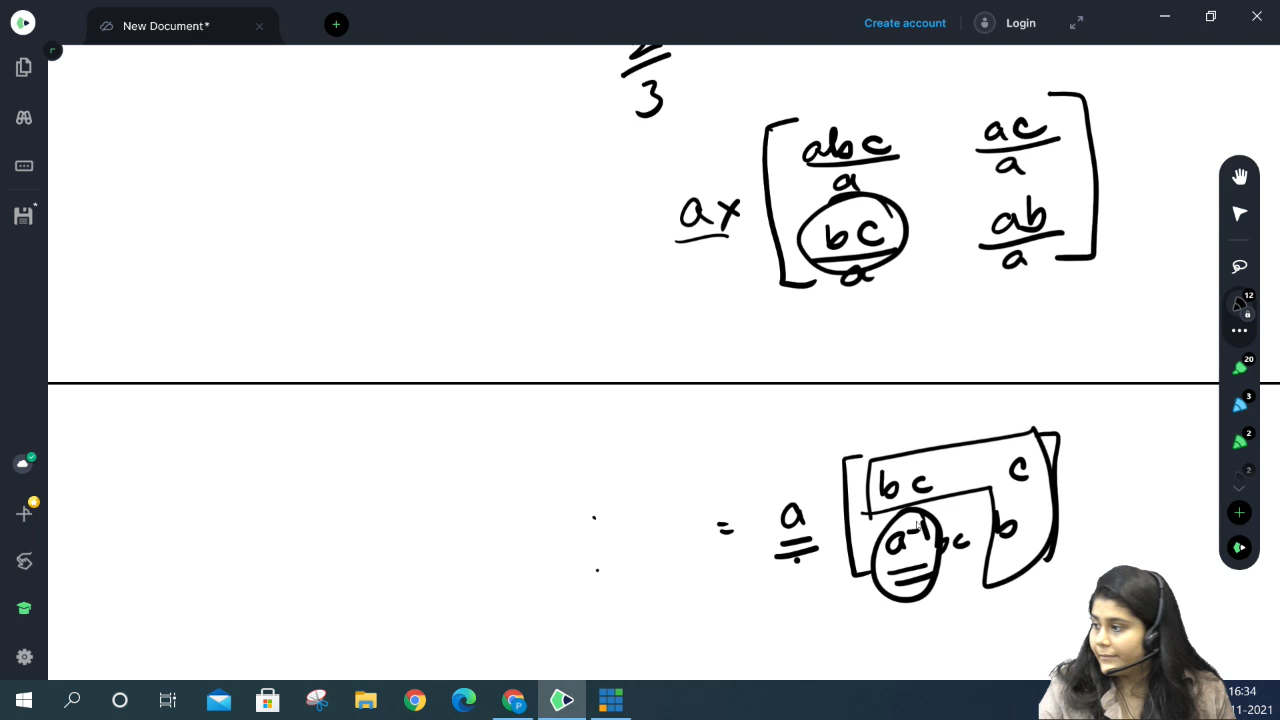 New Document*
Create account
Login
3
abc ac
a a
ax
bc ab
a a
12
20
3
2
2
bc c
= a
a⁻¹bc b
16:34
11-2021